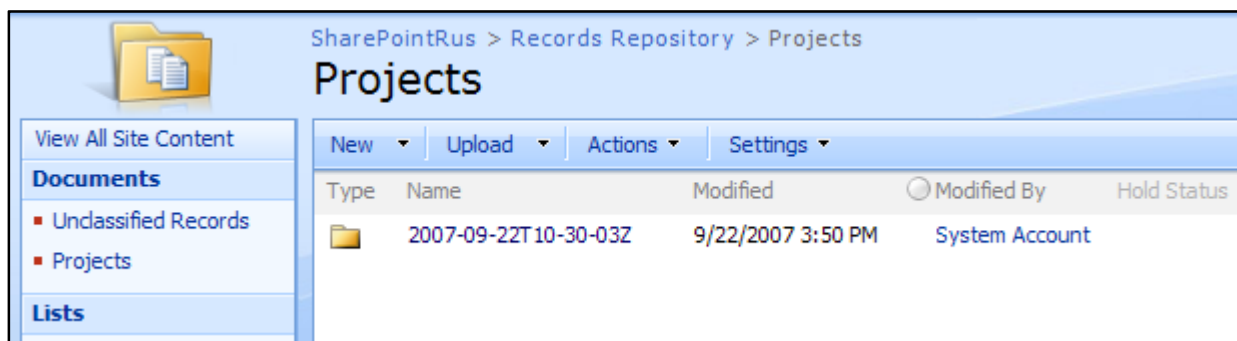 SharePointRus > Records Repository > Projects
Projects
View All Site Content
Documents
Unclassified Records
Projects
Lists
New Upload Actions Settings
Type Name Modified Modified By Hold Status
2007-09-22T10-30-03Z 9/22/2007 3:50 PM System Account